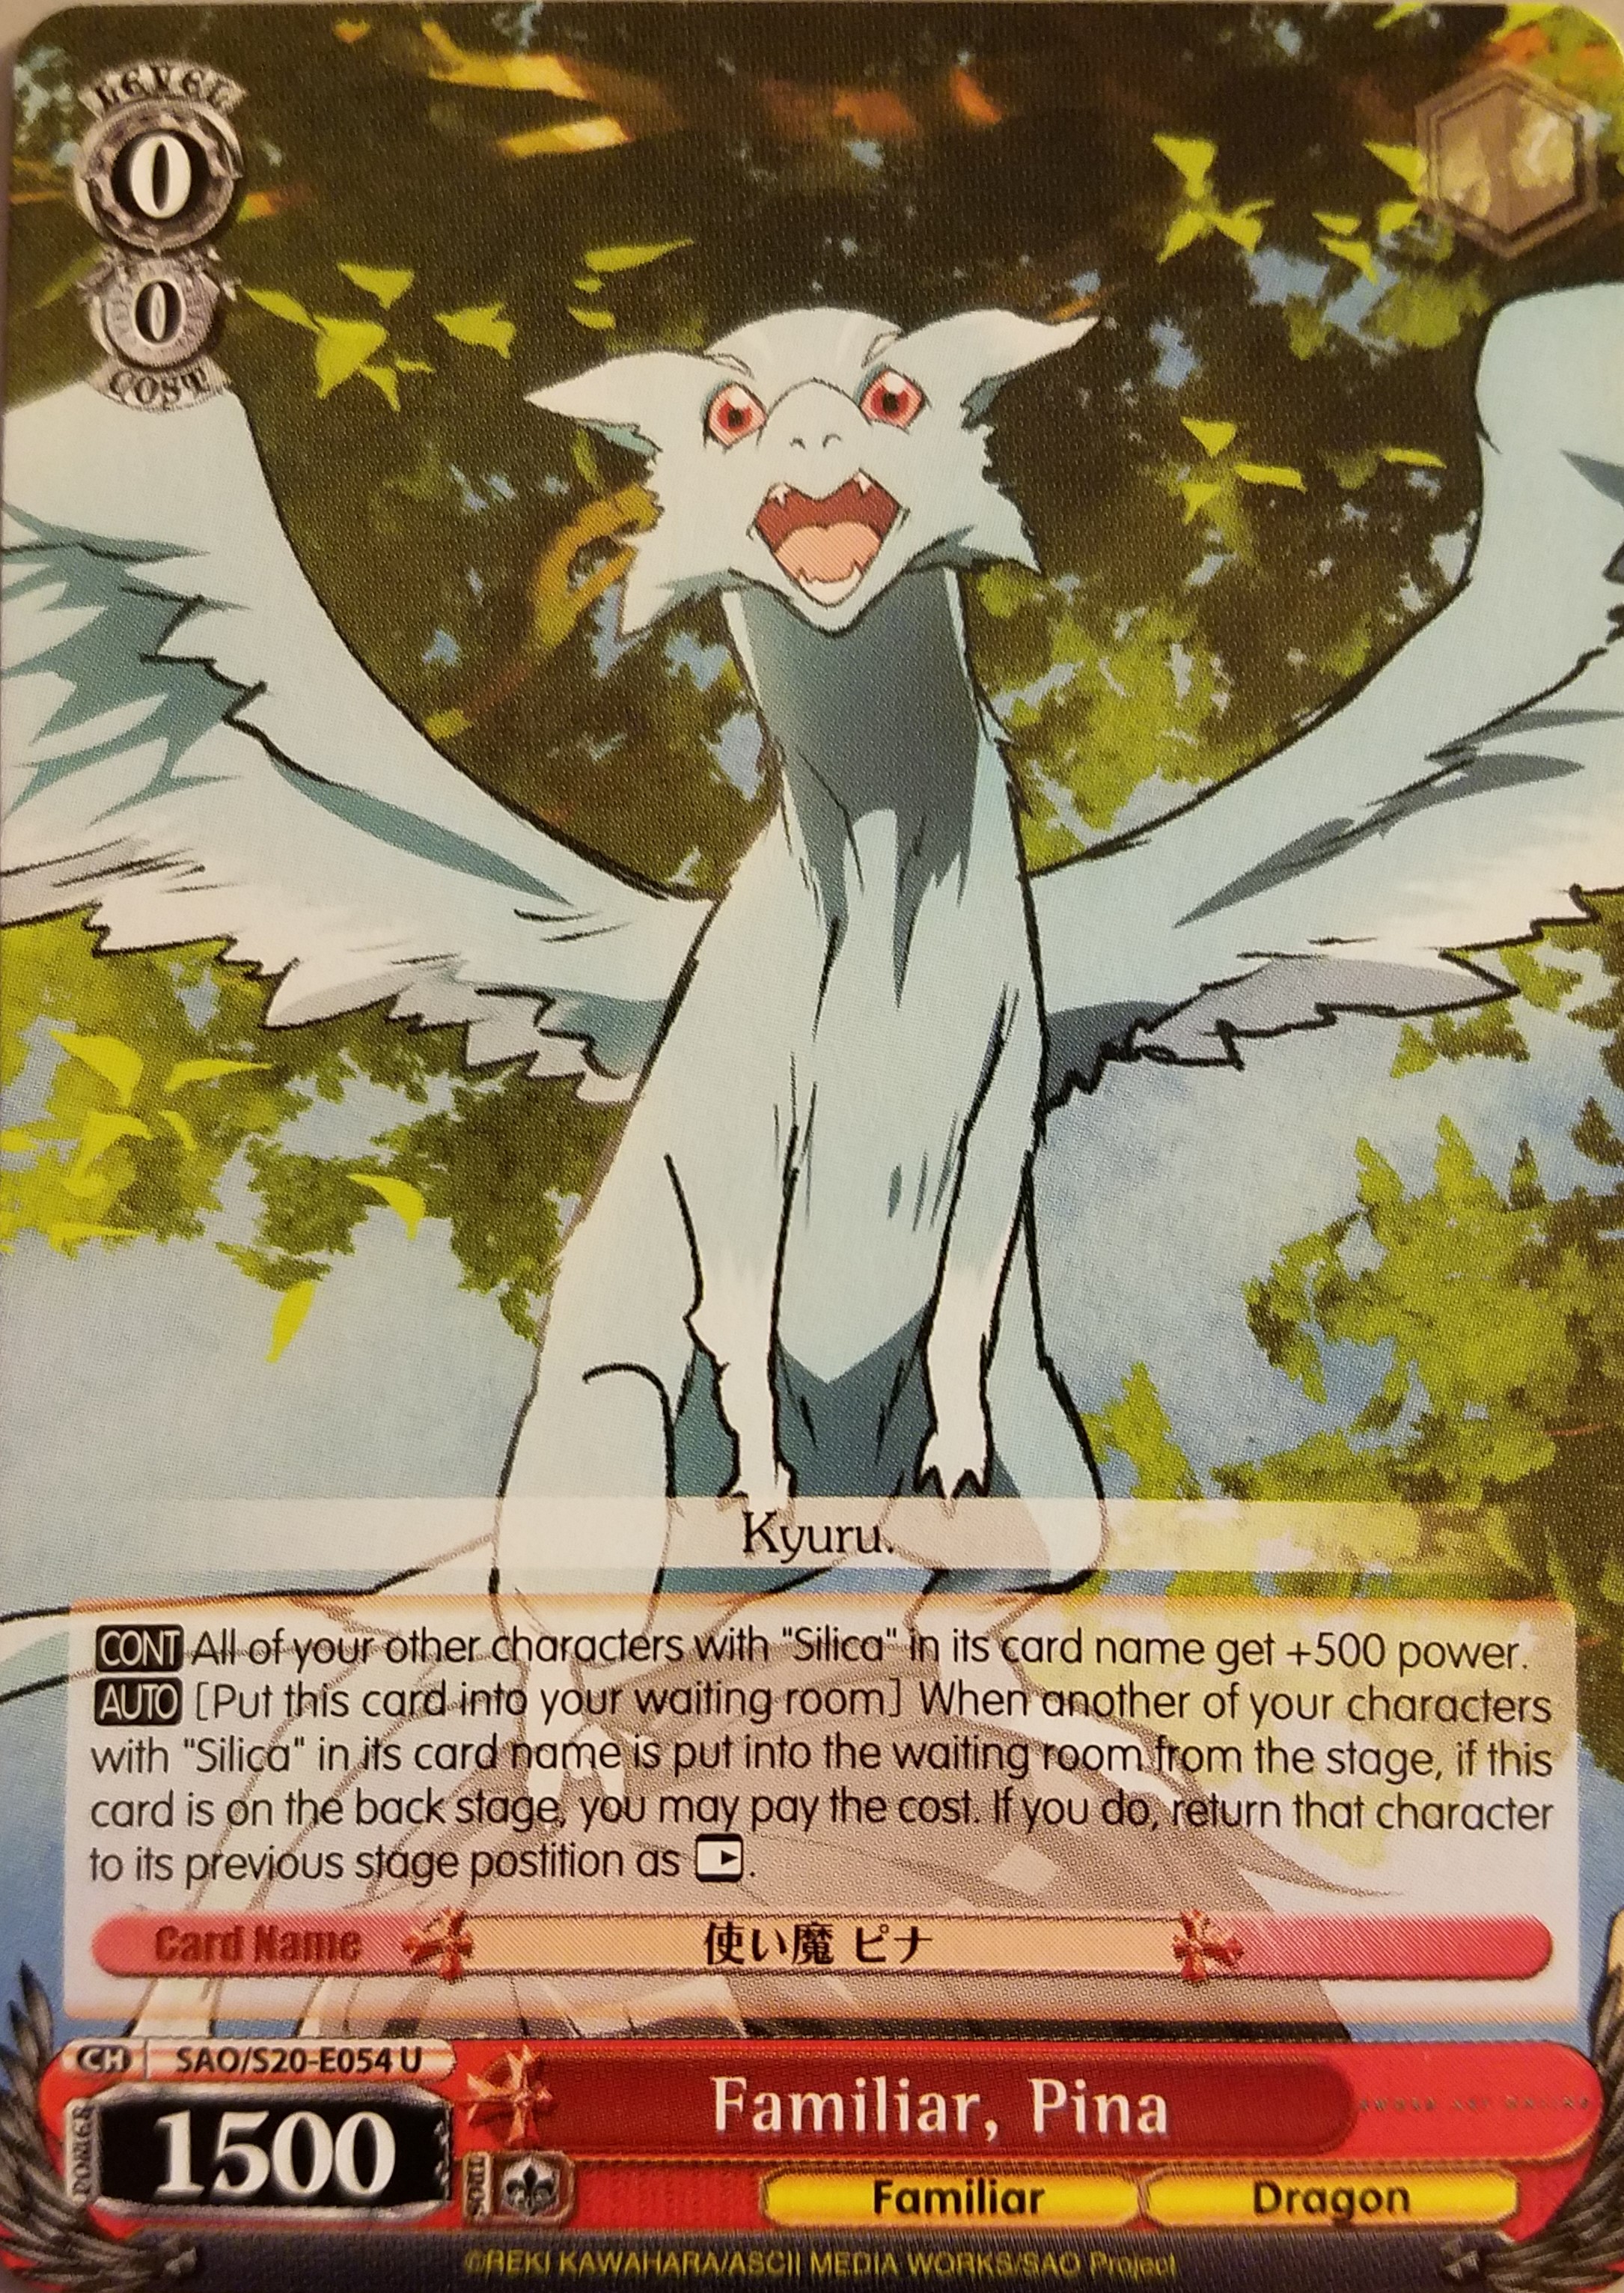 LEVEL
0
0
COST
Kyuru.
CONT All of your other characters with "Silica" in its card name get +500 power.
AUTO [Put this card into your waiting room] When another of your characters
with "Silica" in its card name is put into the waiting room from the stage, if this
card is on the back stage, you may pay the cost. If you do, return that character
to its previous stage postition as .
Card Name 使い魔 ピナ
CH SAO/S20-E054 U
Familiar, Pina
SWORD ART ONLINE
POWER 1500
SOUL
Familiar Dragon
©REKI KAWAHARA/ASCII MEDIA WORKS/SAO Project